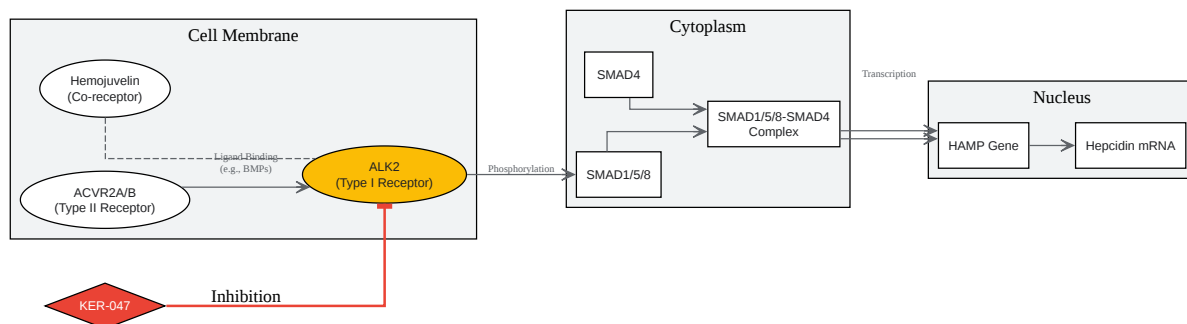 Cell Membrane
Hemojuvelin
(Co-receptor)
Ligand Binding
(e.g., BMPs)
ACVR2A/B
(Type II Receptor)
ALK2
(Type I Receptor)
Phosphorylation
KER-047
Inhibition
Cytoplasm
SMAD4
SMAD1/5/8
SMAD1/5/8-SMAD4
Complex
Transcription
Nucleus
HAMP Gene
Hepcidin mRNA